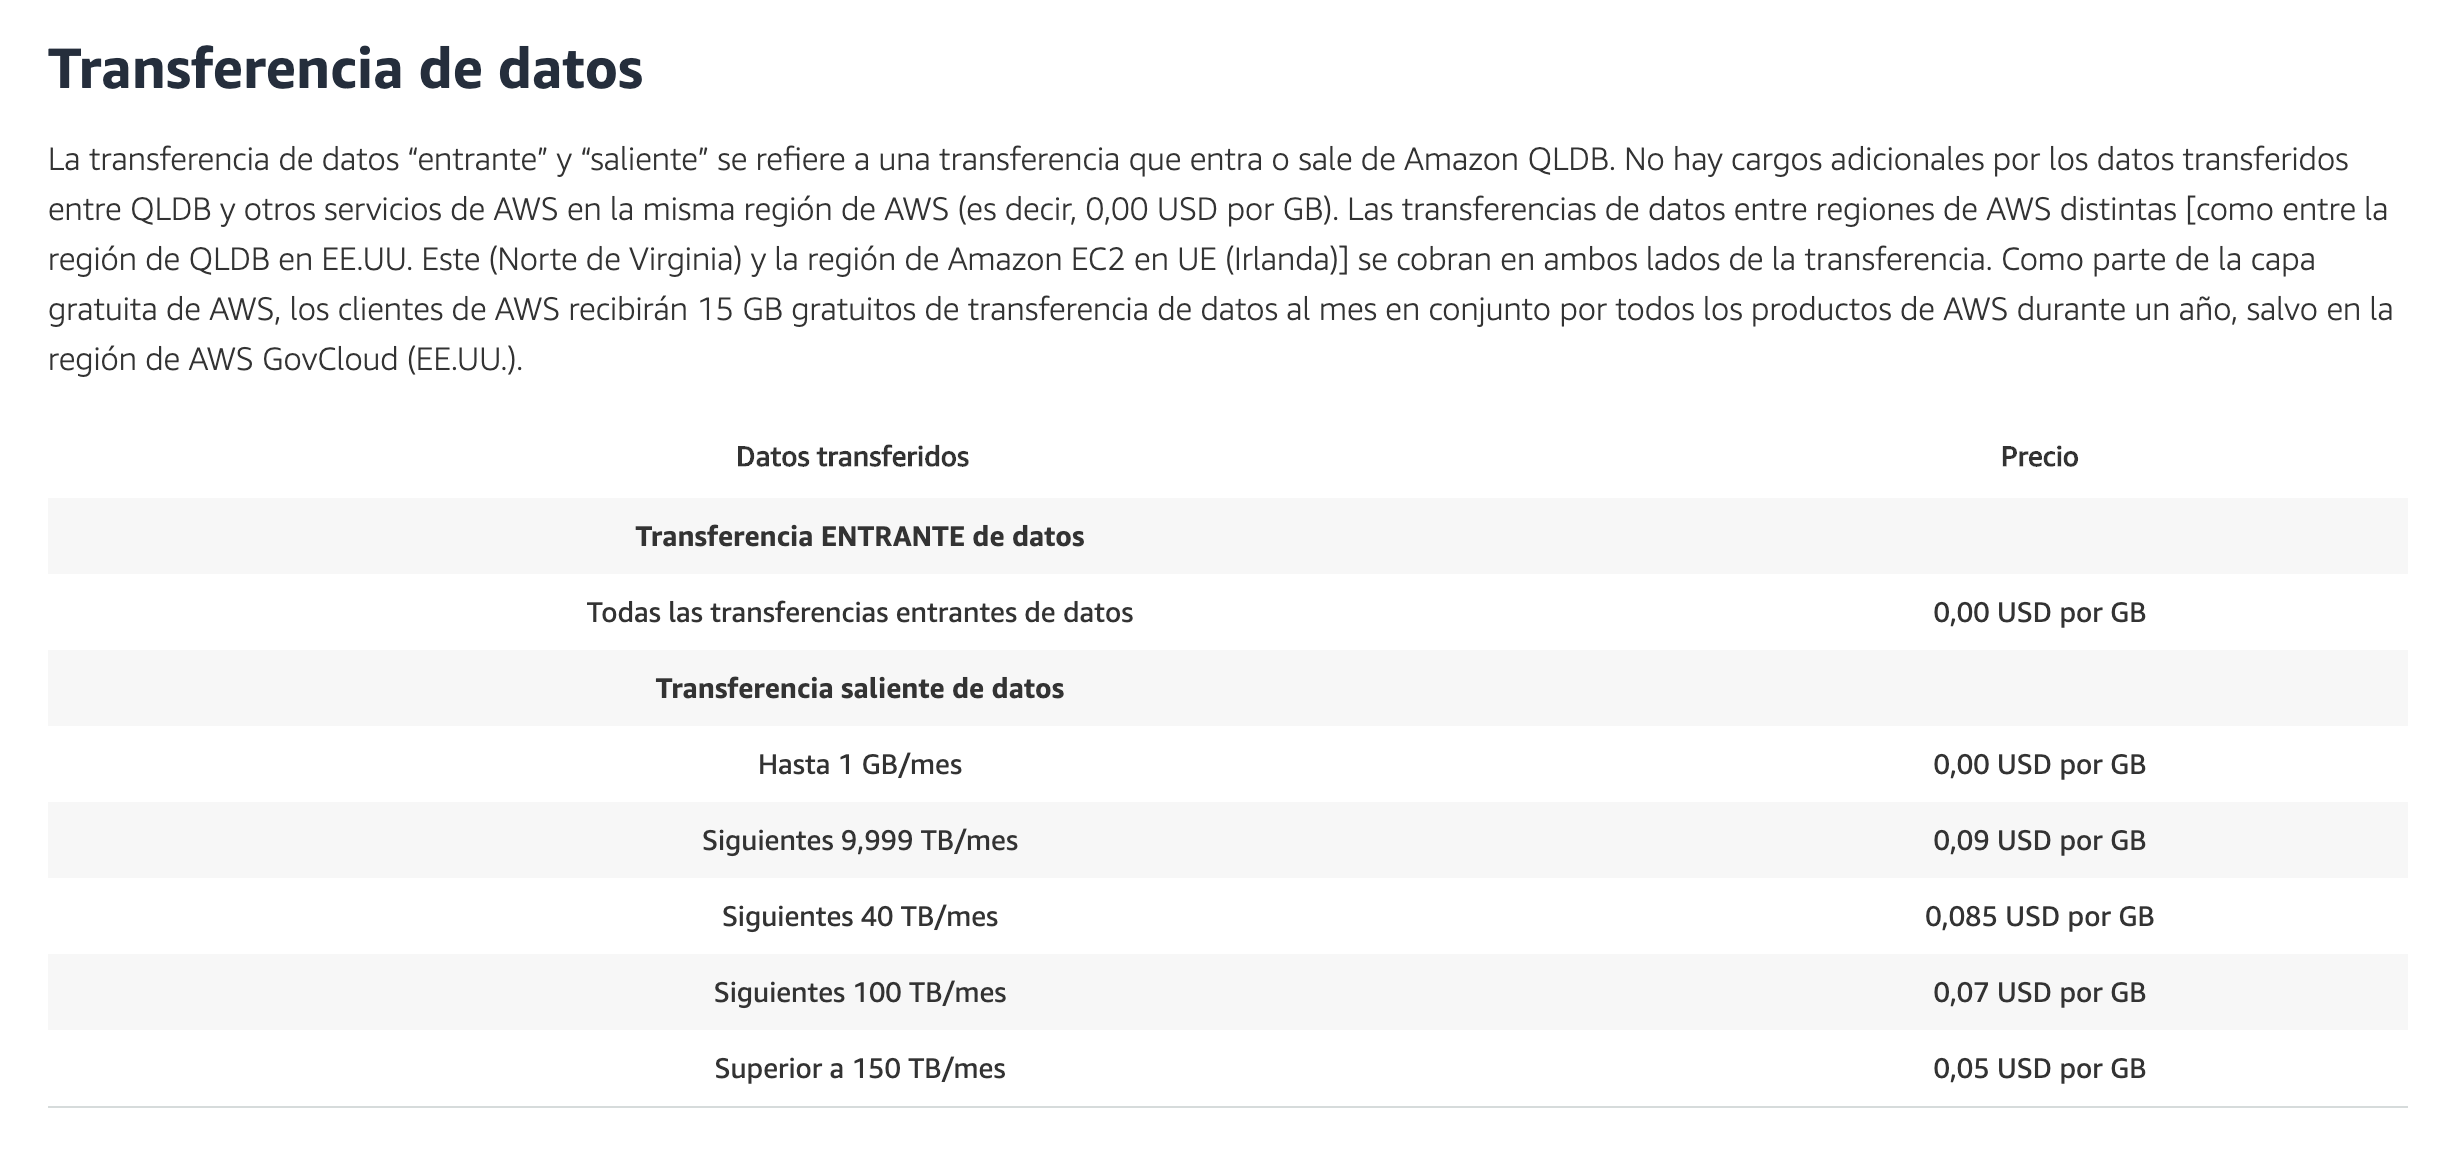 Transferencia de datos
La transferencia de datos “entrante” y “saliente” se refiere a una transferencia que entra o sale de Amazon QLDB. No hay cargos adicionales por los datos transferidos
entre QLDB y otros servicios de AWS en la misma región de AWS (es decir, 0,00 USD por GB). Las transferencias de datos entre regiones de AWS distintas [como entre la
región de QLDB en EE.UU. Este (Norte de Virginia) y la región de Amazon EC2 en UE (Irlanda)] se cobran en ambos lados de la transferencia. Como parte de la capa
gratuita de AWS, los clientes de AWS recibirán 15 GB gratuitos de transferencia de datos al mes en conjunto por todos los productos de AWS durante un año, salvo en la
región de AWS GovCloud (EE.UU.).
Datos transferidos Precio
Transferencia ENTRANTE de datos
Todas las transferencias entrantes de datos 0,00 USD por GB
Transferencia saliente de datos
Hasta 1 GB/mes 0,00 USD por GB
Siguientes 9,999 TB/mes 0,09 USD por GB
Siguientes 40 TB/mes 0,085 USD por GB
Siguientes 100 TB/mes 0,07 USD por GB
Superior a 150 TB/mes 0,05 USD por GB